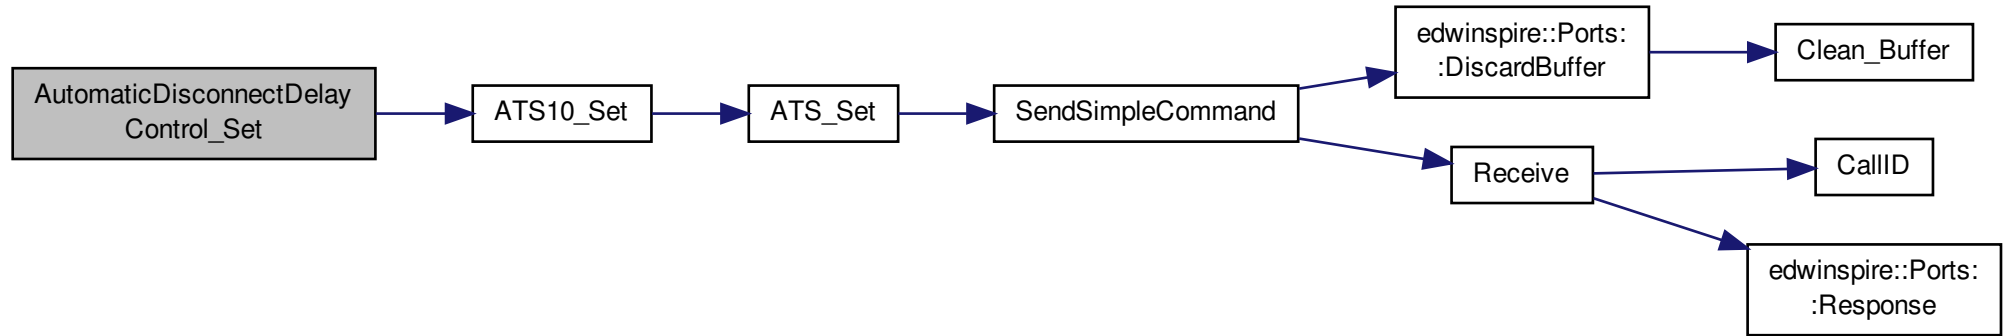 AutomaticDisconnectDelay
Control_Set
ATS10_Set
ATS_Set
SendSimpleCommand
edwinspire::Ports:
:DiscardBuffer
Clean_Buffer
Receive
CallID
edwinspire::Ports:
:Response